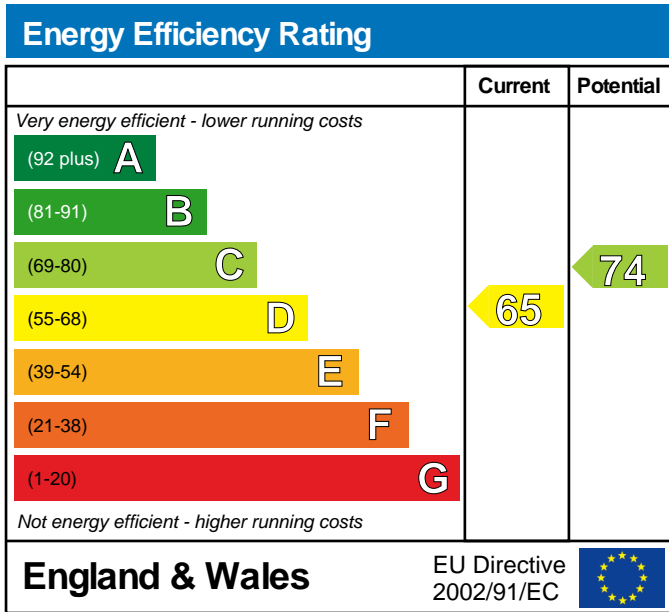 Energy Efficiency Rating
Current Potential
Very energy efficient - lower running costs
(92 plus) A
(81-91) B
(69-80) C
74
(55-68) D
65
(39-54) E
(21-38) F
(1-20) G
Not energy efficient - higher running costs
England & Wales
EU Directive
2002/91/EC